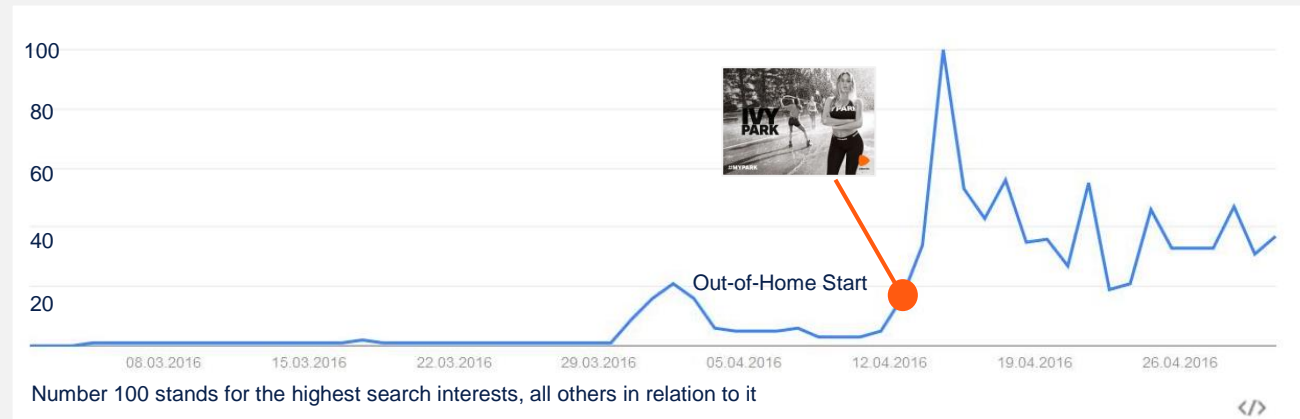 100
80
60
40
20
IVY
PARK
#MYPARK
Out-of-Home Start
08.03.2016
15.03.2016
22.03.2016
29.03.2016
05.04.2016
12.04.2016
19.04.2016
26.04.2016
Number 100 stands for the highest search interests, all others in relation to it
</>